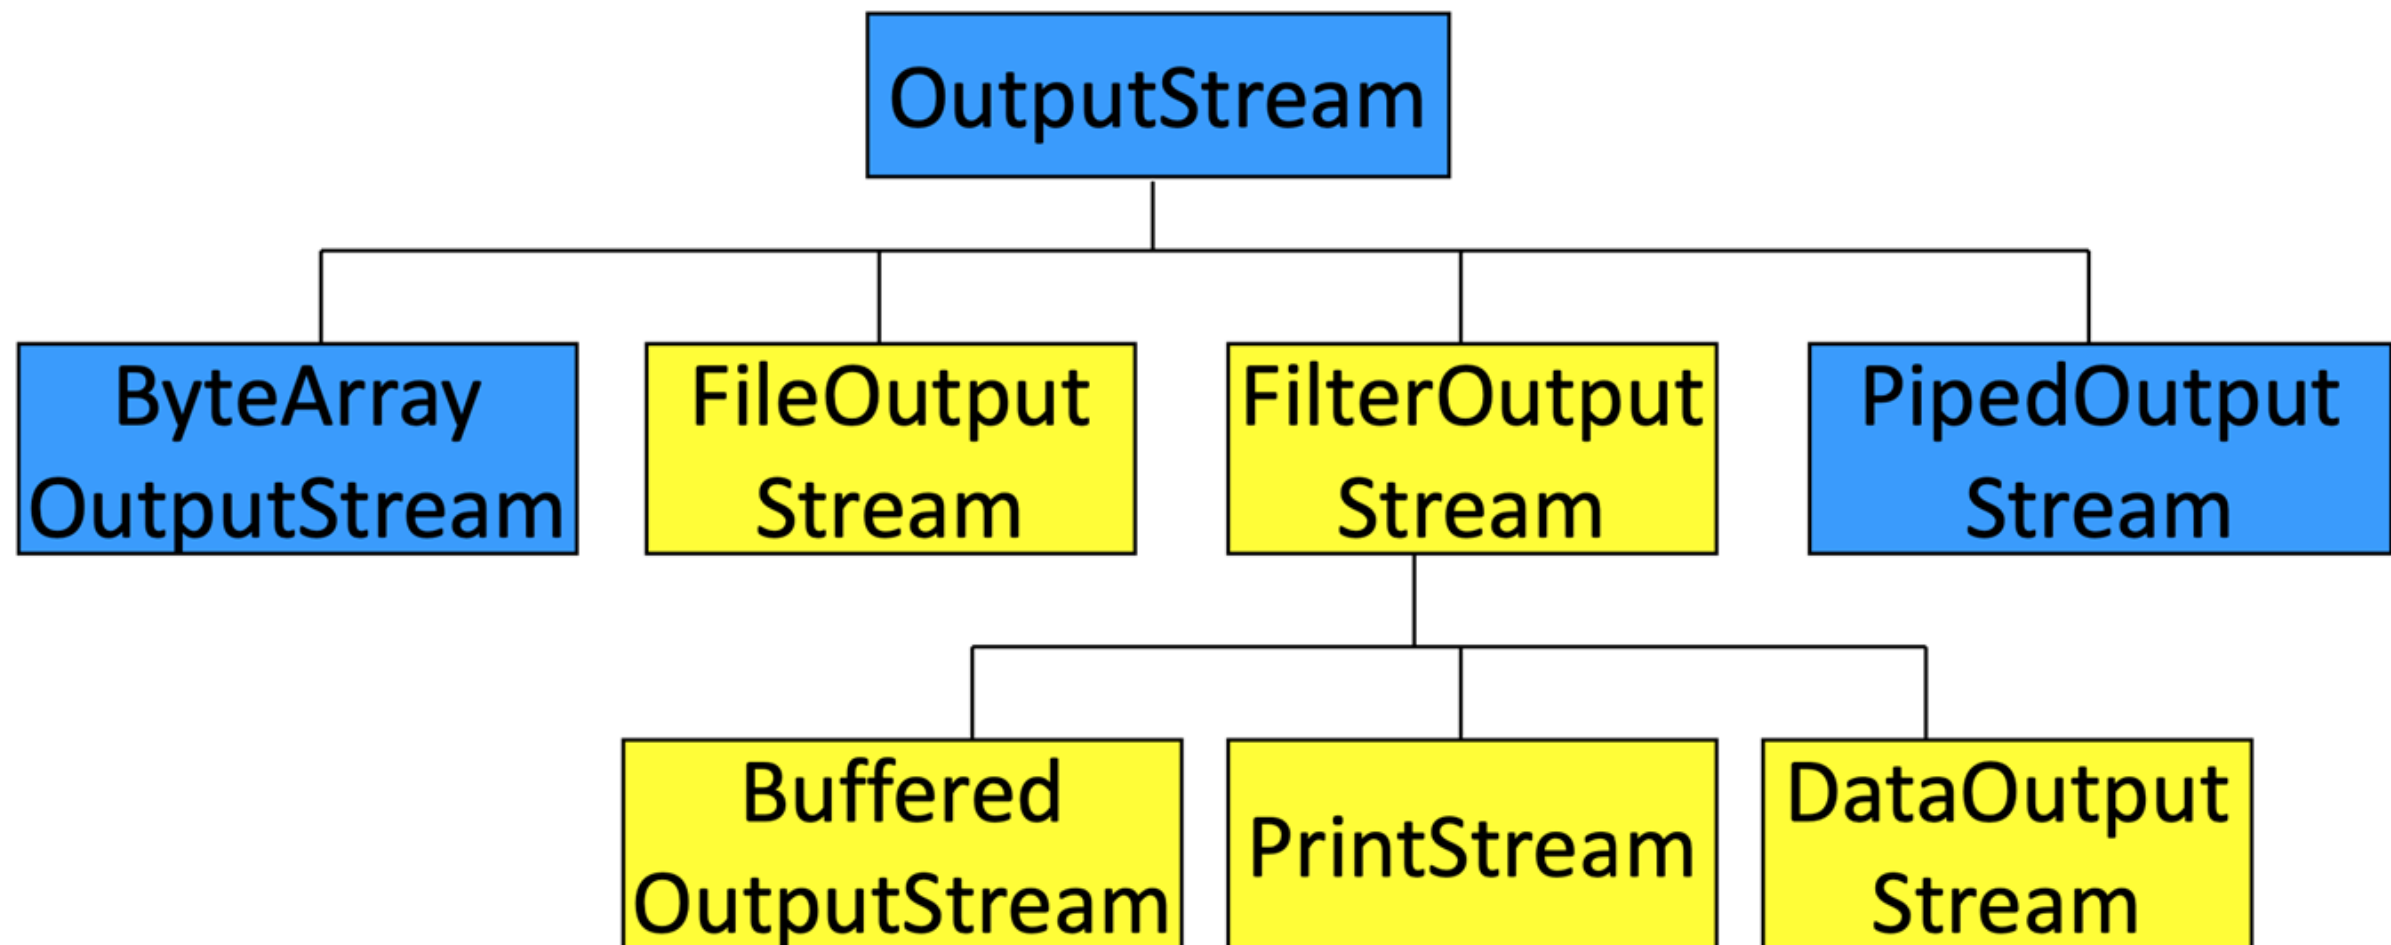 OutputStream
ByteArray
OutputStream
FileOutput
Stream
FilterOutput
Stream
PipedOutput
Stream
Buffered
OutputStream
PrintStream
DataOutput
Stream